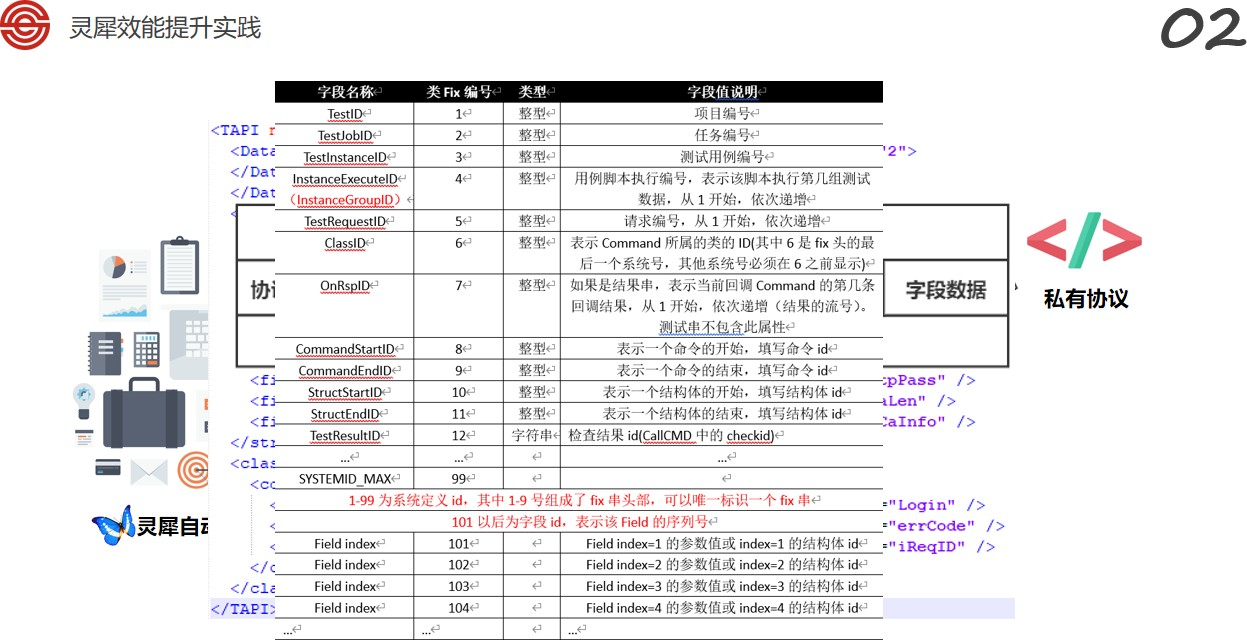 灵犀效能提升实践
02
字段名称 类 Fix 编号 类型 字段值说明
TestID 1 整型 项目编号
TestJobID 2 整型 任务编号
TestInstanceID 3 整型 测试用例编号
InstanceExecuteID 4 整型 用例脚本执行编号，表示该脚本执行第几组测试
（InstanceGroupID） 数据，从 1 开始，依次递增
TestRequestID 5 整型 请求编号，从 1 开始，依次递增
ClassID 6 整型 表示 Command 所属的类的 ID(其中 6 是 fix 头的最
后一个系统号，其他系统号必须在 6 之前显示)
OnRspID 7 整型 如果是结果串，表示当前回调 Command 的第几条
回调结果，从 1 开始，依次递增（结果的流号）。
测试串不包含此属性
CommandStartID 8 整型 表示一个命令的开始，填写命令 id
CommandEndID 9 整型 表示一个命令的结束，填写命令 id
StructStartID 10 整型 表示一个结构体的开始，填写结构体 id
StructEndID 11 整型 表示一个结构体的结束，填写结构体 id
TestResultID 12 字符串 检查结果 id(CallCMD 中的 checkid)
... ... ...
SYSTEMID_MAX 99
1-99 为系统定义 id，其中 1-9 号组成了 fix 串头部，可以唯一标识一个 fix 串
101 以后为字段 id，表示该 Field 的序列号
Field index 101 Field index=1 的参数值或 index=1 的结构体 id
Field index 102 Field index=2 的参数值或 index=2 的结构体 id
Field index 103 Field index=3 的参数值或 index=3 的结构体 id
Field index 104 Field index=4 的参数值或 index=4 的结构体 id
... ... ...
<TAPI
<Data
"2">
</Dat
</Dat
<
字段数据
私有协议
<fi
tpPass" />
<fi
aLen" />
<fi
CaInfo" />
</str
<clas
<co
<
="Login" />
<
="errCode" />
<
="iReqID" />
</c
</cla
</TAPI>
灵犀自动